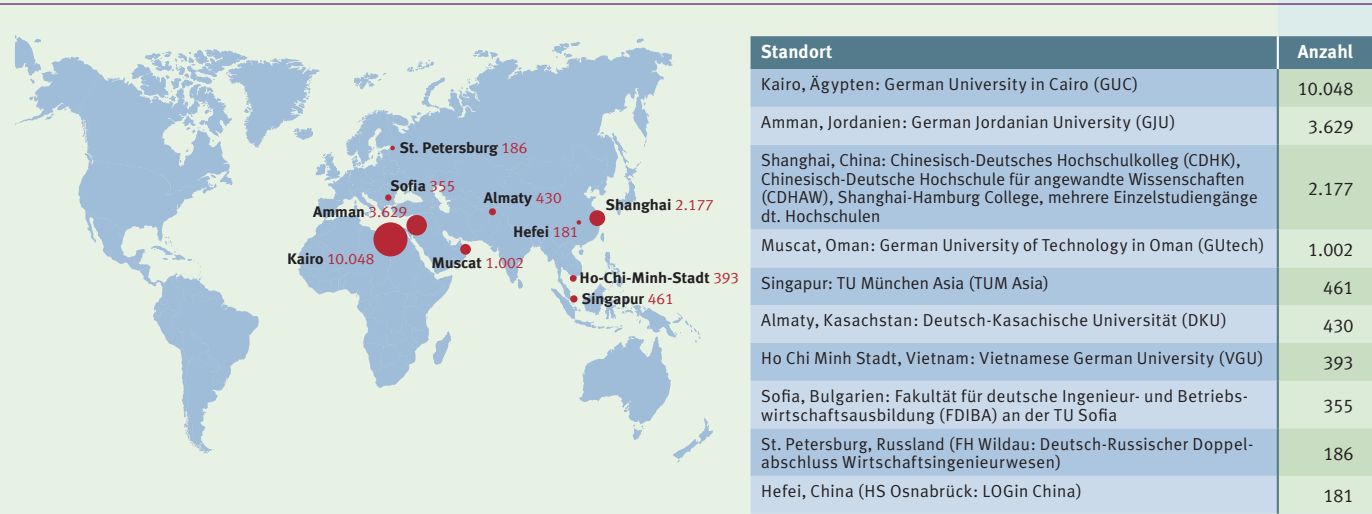 St. Petersburg 186
Sofia 355
Almaty 430
Shanghai 2.177
Amman 3.629
Hefei 181
Kairo 10.048
Muscat 1.002
Ho-Chi-Minh-Stadt 393
Singapur 461
Standort Anzahl
Kairo, Ägypten: German University in Cairo (GUC) 10.048
Amman, Jordanien: German Jordanian University (GJU) 3.629
Shanghai, China: Chinesisch-Deutsches Hochschulkolleg (CDHK),
Chinesisch-Deutsche Hochschule für angewandte Wissenschaften
(CDHAW), Shanghai-Hamburg College, mehrere Einzelstudiengänge
dt. Hochschulen 2.177
Muscat, Oman: German University of Technology in Oman (GUtech) 1.002
Singapur: TU München Asia (TUM Asia) 461
Almaty, Kasachstan: Deutsch-Kasachische Universität (DKU) 430
Ho Chi Minh Stadt, Vietnam: Vietnamese German University (VGU) 393
Sofia, Bulgarien: Fakultät für deutsche Ingenieur- und Betriebs-
wirtschaftsausbildung (FDIBA) an der TU Sofia 355
St. Petersburg, Russland (FH Wildau: Deutsch-Russischer Doppel-
abschluss Wirtschaftsingenieurwesen) 186
Hefei, China (HS Osnabrück: LOGin China) 181